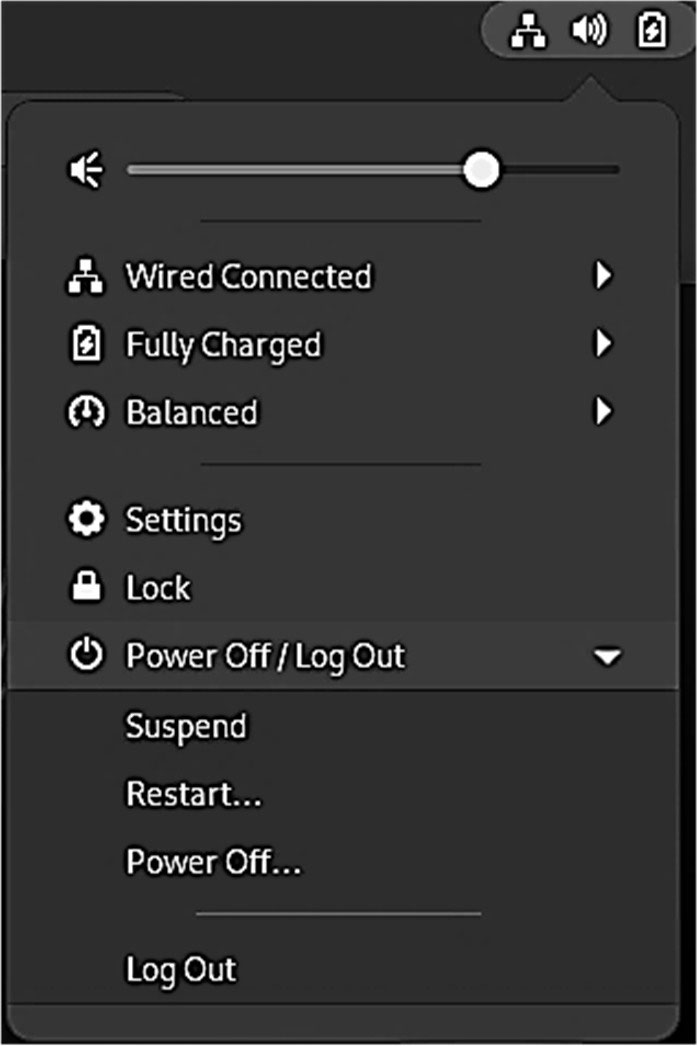 Wired Connected
Fully Charged
Balanced
Settings
Lock
Power Off / Log Out
Suspend
Restart...
Power Off...
Log Out